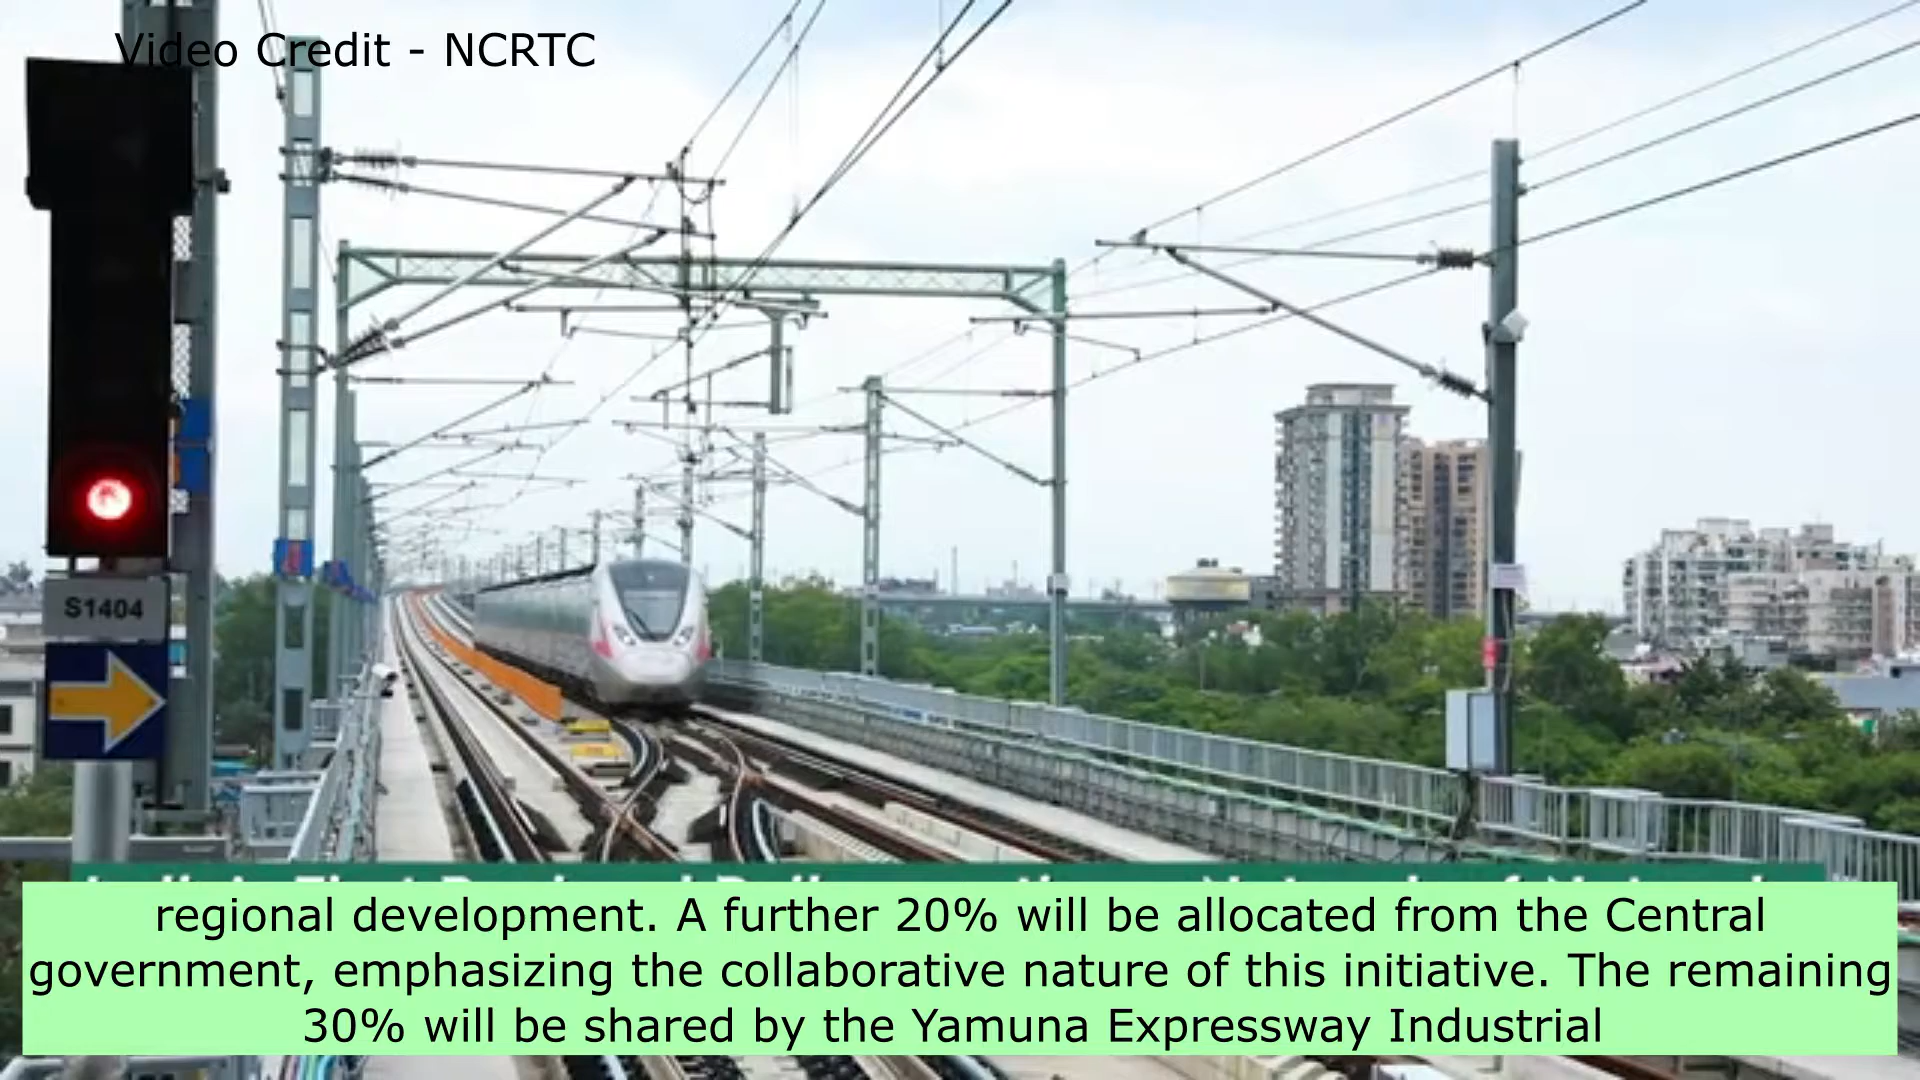 Video Credit - NCRTC
S1404
regional development. A further 20% will be allocated from the Central
government, emphasizing the collaborative nature of this initiative. The remaining
30% will be shared by the Yamuna Expressway Industrial